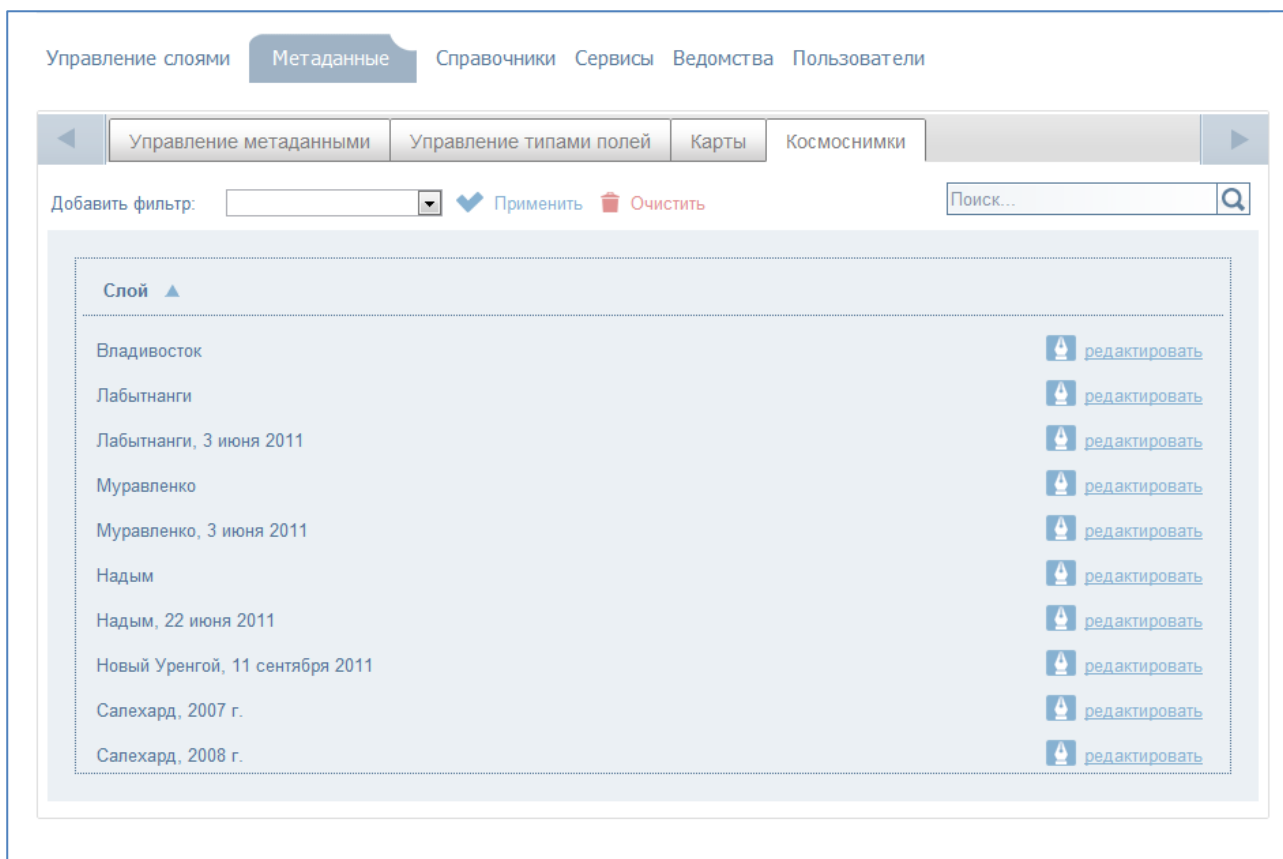 Управление слоями Метаданные Справочники Сервисы Ведомства Пользователи
Управление метаданными Управление типами полей Карты Космоснимки
Добавить фильтр: Применить Очистить Поиск...
Слой
Владивосток редактировать
Лабытнанги редактировать
Лабытнанги, 3 июня 2011 редактировать
Муравленко редактировать
Муравленко, 3 июня 2011 редактировать
Надым редактировать
Надым, 22 июня 2011 редактировать
Новый Уренгой, 11 сентября 2011 редактировать
Салехард, 2007 г. редактировать
Салехард, 2008 г. редактировать